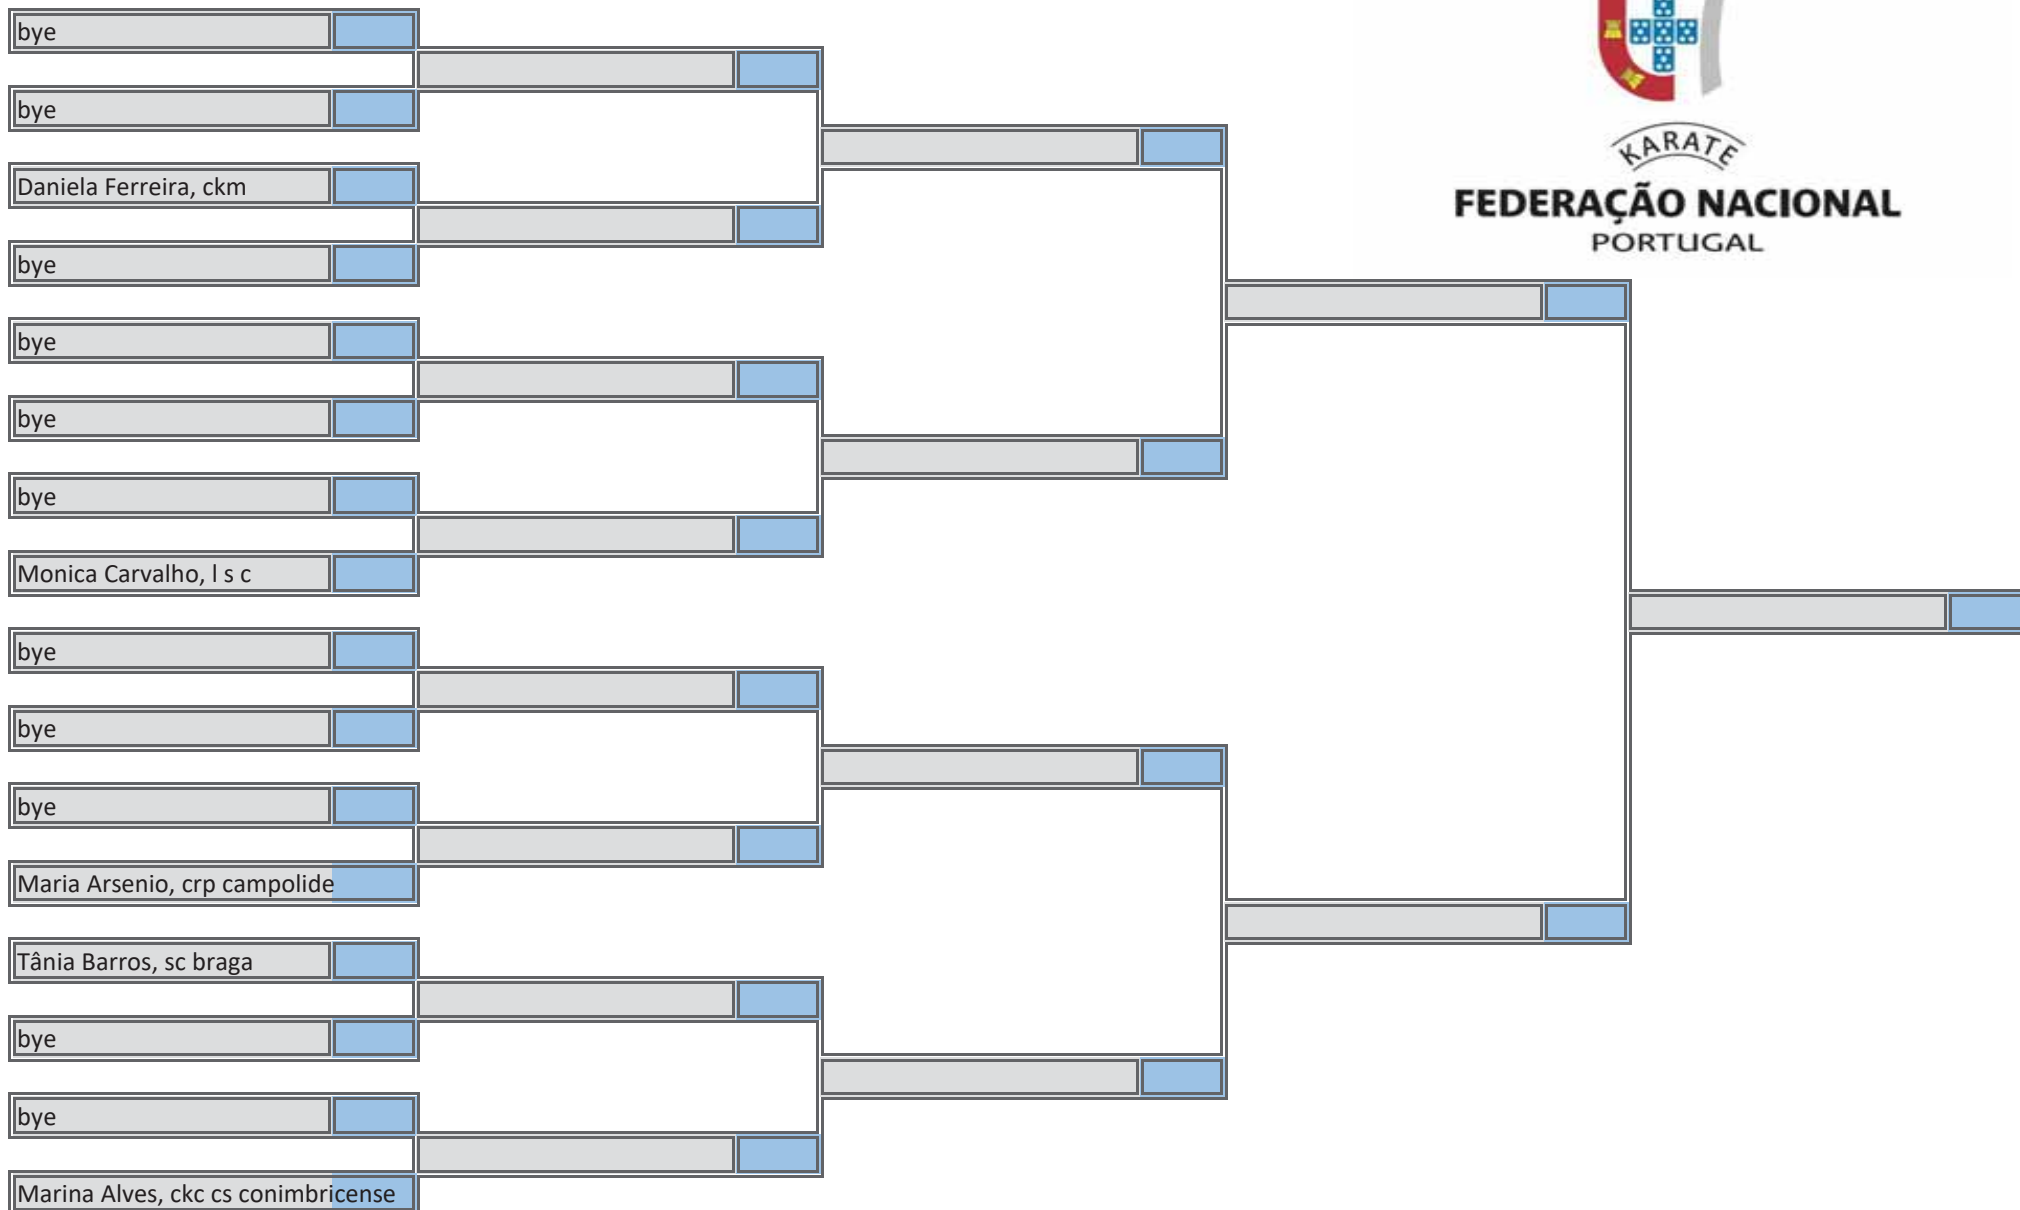 bye
bye
Daniela Ferreira, ckm
bye
bye
bye
bye
Monica Carvalho, l s c
bye
bye
bye
Maria Arsenio, crp campolide
Tânia Barros, sc braga
bye
bye
Marina Alves, ckc cs conimbricense
KARATE
FEDERAÇÃO NACIONAL
PORTUGAL